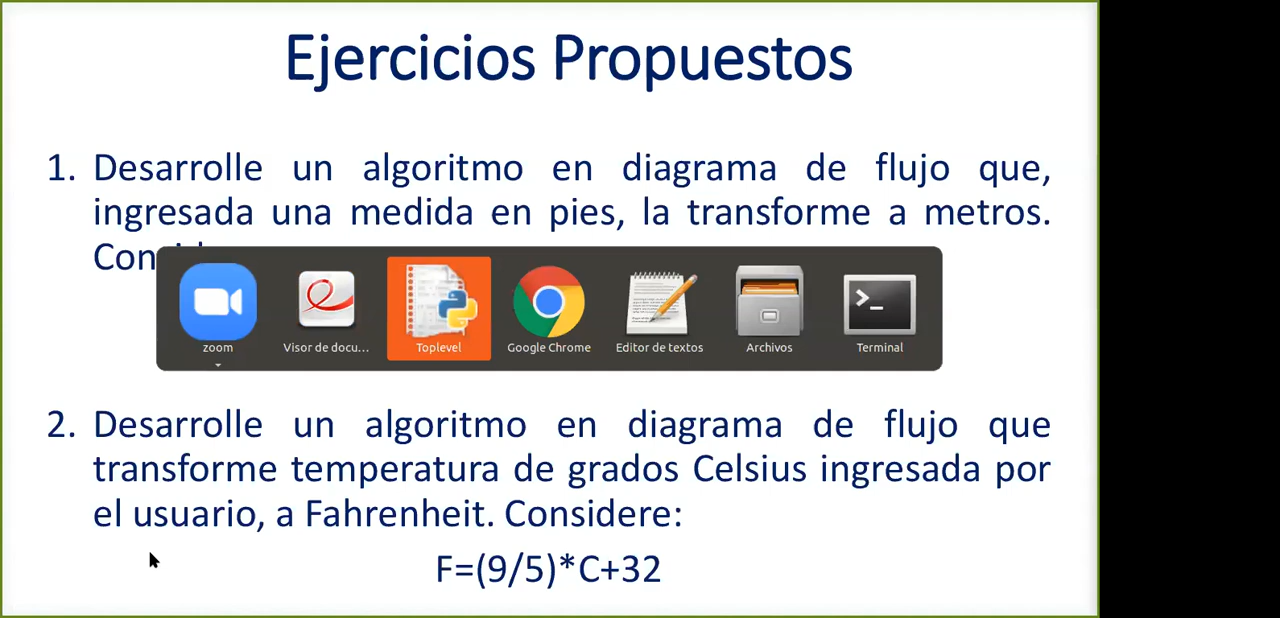 Ejercicios Propuestos
1. Desarrolle un algoritmo en diagrama de flujo que,
ingresada una medida en pies, la transforme a metros.
zoom
Visor de docu...
Toplevel
Google Chrome
Editor de textos
Archivos
Terminal
2. Desarrolle un algoritmo en diagrama de flujo que
transforme temperatura de grados Celsius ingresada por
el usuario, a Fahrenheit. Considere:
F=(9/5)*C+32